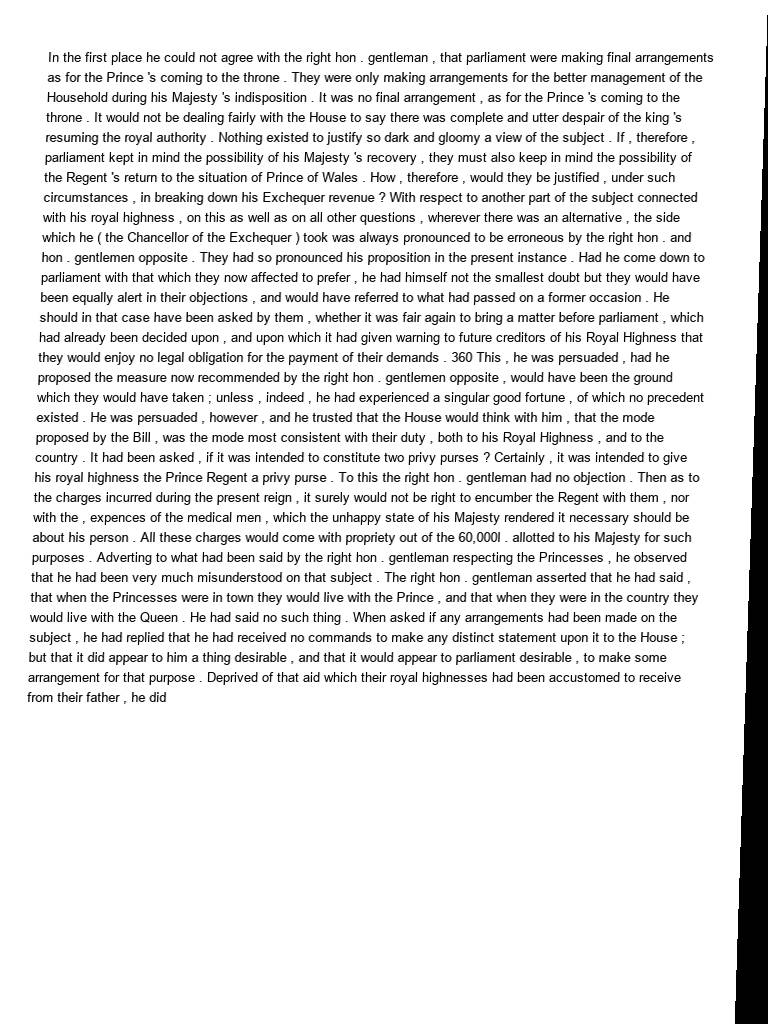 In the first place he could not agree with the right hon . gentleman , that parliament were making final arrangements
as for the Prince 's coming to the throne . They were only making arrangements for the better management of the
Household during his Majesty 's indisposition . It was no final arrangement , as for the Prince 's coming to the
throne . It would not be dealing fairly with the House to say there was complete and utter despair of the king 's
resuming the royal authority . Nothing existed to justify so dark and gloomy a view of the subject . If , therefore ,
parliament kept in mind the possibility of his Majesty 's recovery , they must also keep in mind the possibility of
the Regent 's return to the situation of Prince of Wales . How , therefore , would they be justified , under such
circumstances , in breaking down his Exchequer revenue ? With respect to another part of the subject connected
with his royal highness , on this as well as on all other questions , wherever there was an alternative , the side
which he ( the Chancellor of the Exchequer ) took was always pronounced to be erroneous by the right hon . and
hon . gentlemen opposite . They had so pronounced his proposition in the present instance . Had he come down to
parliament with that which they now affected to prefer , he had himself not the smallest doubt but they would have
been equally alert in their objections , and would have referred to what had passed on a former occasion . He
should in that case have been asked by them , whether it was fair again to bring a matter before parliament , which
had already been decided upon , and upon which it had given warning to future creditors of his Royal Highness that
they would enjoy no legal obligation for the payment of their demands . 360 This , he was persuaded , had he
proposed the measure now recommended by the right hon . gentlemen opposite , would have been the ground
which they would have taken ; unless , indeed , he had experienced a singular good fortune , of which no precedent
existed . He was persuaded , however , and he trusted that the House would think with him , that the mode
proposed by the Bill , was the mode most consistent with their duty , both to his Royal Highness , and to the
country . It had been asked , if it was intended to constitute two privy purses ? Certainly , it was intended to give
his royal highness the Prince Regent a privy purse . To this the right hon . gentleman had no objection . Then as to
the charges incurred during the present reign , it surely would not be right to encumber the Regent with them , nor
with the , expences of the medical men , which the unhappy state of his Majesty rendered it necessary should be
about his person . All these charges would come with propriety out of the 60,000l . allotted to his Majesty for such
purposes . Adverting to what had been said by the right hon . gentleman respecting the Princesses , he observed
that he had been very much misunderstood on that subject . The right hon . gentleman asserted that he had said ,
that when the Princesses were in town they would live with the Prince , and that when they were in the country they
would live with the Queen . He had said no such thing . When asked if any arrangements had been made on the
subject , he had replied that he had received no commands to make any distinct statement upon it to the House ;
but that it did appear to him a thing desirable , and that it would appear to parliament desirable , to make some
arrangement for that purpose . Deprived of that aid which their royal highnesses had been accustomed to receive
from their father , he did